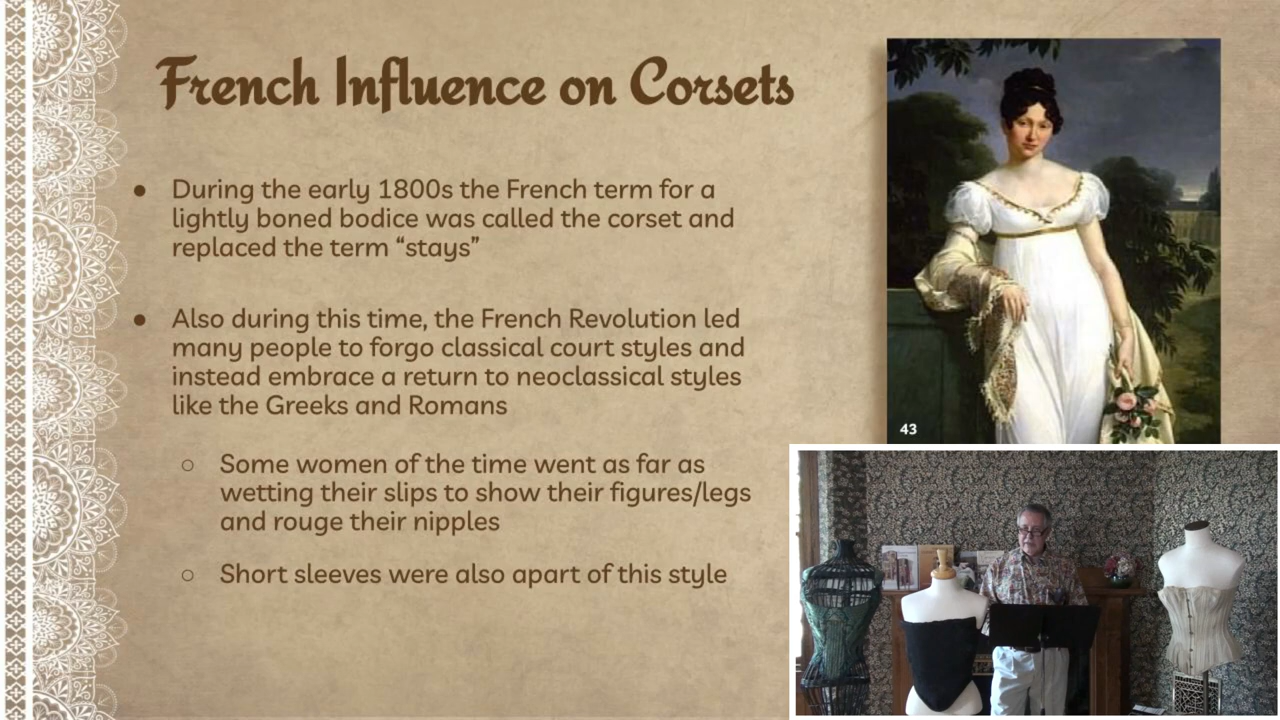 French Influence on Corsets
● During the early 1800s the French term for a
lightly boned bodice was called the corset and
replaced the term “stays”
● Also during this time, the French Revolution led
many people to forgo classical court styles and
instead embrace a return to neoclassical styles
like the Greeks and Romans
○ Some women of the time went as far as
wetting their slips to show their figures/legs
and rouge their nipples
○ Short sleeves were also apart of this style
43